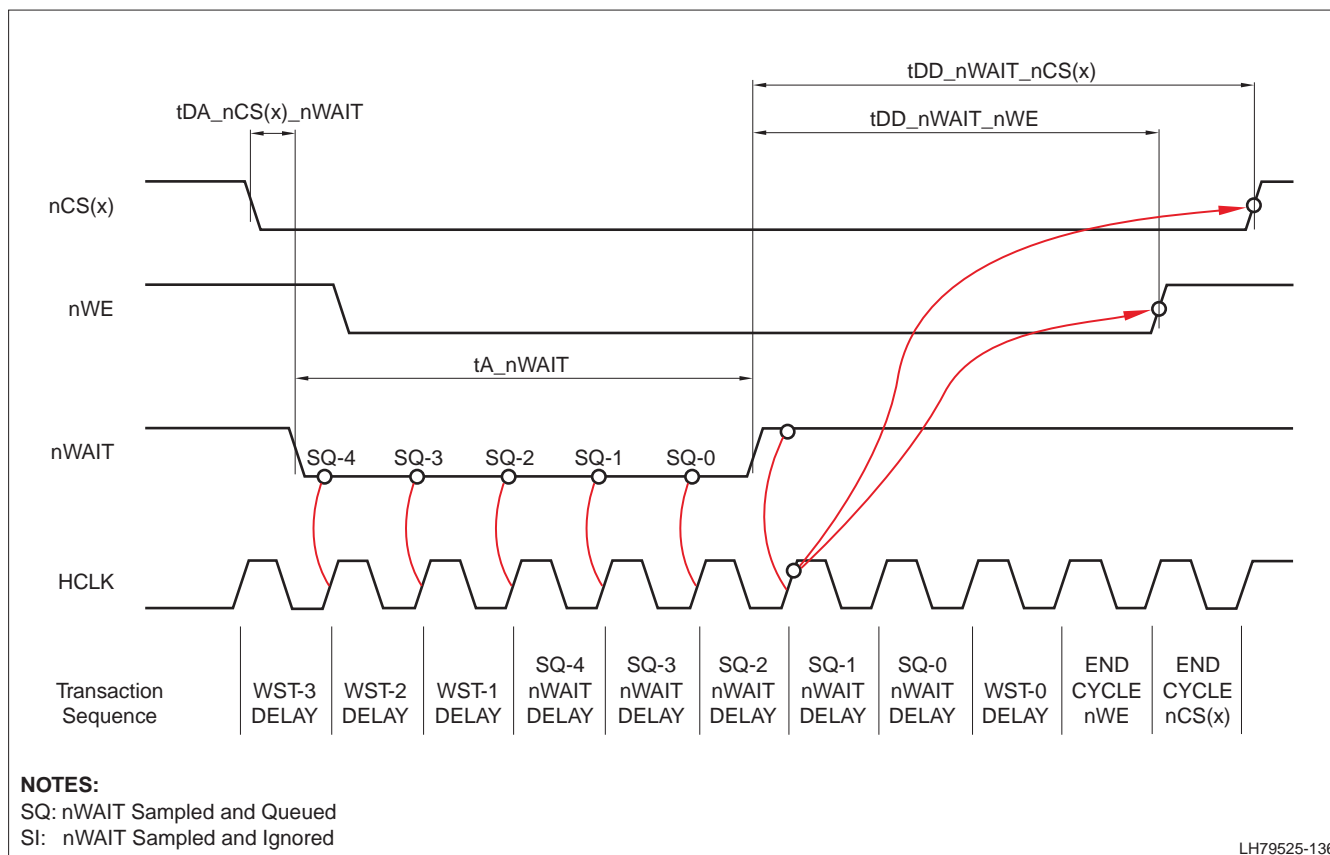 tDD_nWAIT_nCS(x)
tDA_nCS(x)_nWAIT
tDD_nWAIT_nWE
nCS(x)
nWE
tA_nWAIT
nWAIT
SQ-4 SQ-3 SQ-2 SQ-1 SQ-0
HCLK
Transaction
Sequence
WST-3
DELAY
WST-2
DELAY
WST-1
DELAY
SQ-4
nWAIT
DELAY
SQ-3
nWAIT
DELAY
SQ-2
nWAIT
DELAY
SQ-1
nWAIT
DELAY
SQ-0
nWAIT
DELAY
WST-0
DELAY
END
CYCLE
nWE
END
CYCLE
nCS(x)
NOTES:
SQ: nWAIT Sampled and Queued
SI: nWAIT Sampled and Ignored
LH79525-136